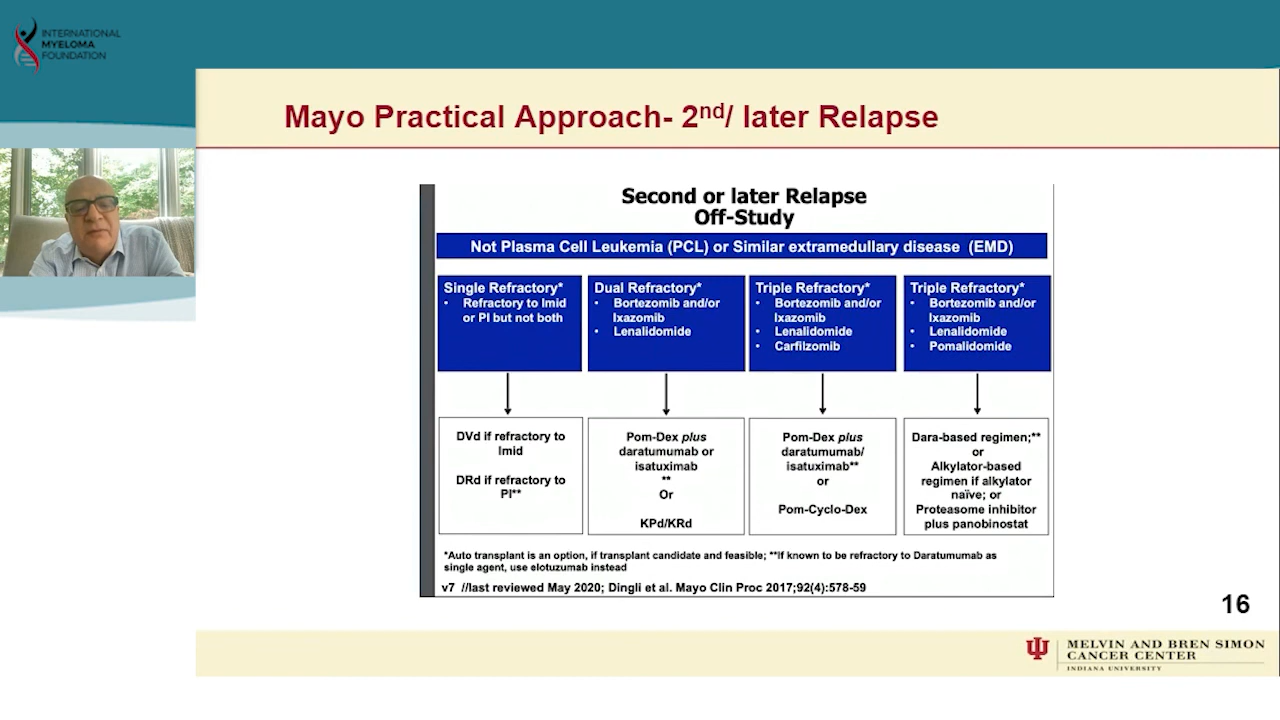 INTERNATIONAL
MYELOMA
FOUNDATION
Mayo Practical Approach- 2nd/ later Relapse
Second or later Relapse
Off-Study
Not Plasma Cell Leukemia (PCL) or Similar extramedullary disease (EMD)
Single Refractory*
• Refractory to Imid
or PI but not both
Dual Refractory*
• Bortezomib and/or
Ixazomib
• Lenalidomide
Triple Refractory*
• Bortezomib and/or
Ixazomib
• Lenalidomide
• Carfilzomib
Triple Refractory*
• Bortezomib and/or
Ixazomib
• Lenalidomide
• Pomalidomide
DVd if refractory to
Imid
DRd if refractory to
PI**
Pom-Dex plus
daratumumab or
isatuximab
**
Or
KPd/KRd
Pom-Dex plus
daratumumab/
isatuximab**
or
Pom-Cyclo-Dex
Dara-based regimen;**
or
Alkylator-based
regimen if alkylator
naïve; or
Proteasome inhibitor
plus panobinostat
*Auto transplant is an option, if transplant candidate and feasible; **If known to be refractory to Daratumumab as
single agent, use elotuzumab instead
v7 //last reviewed May 2020; Dingli et al. Mayo Clin Proc 2017;92(4):578-59
16
MELVIN AND BREN SIMON
CANCER CENTER
INDIANA UNIVERSITY